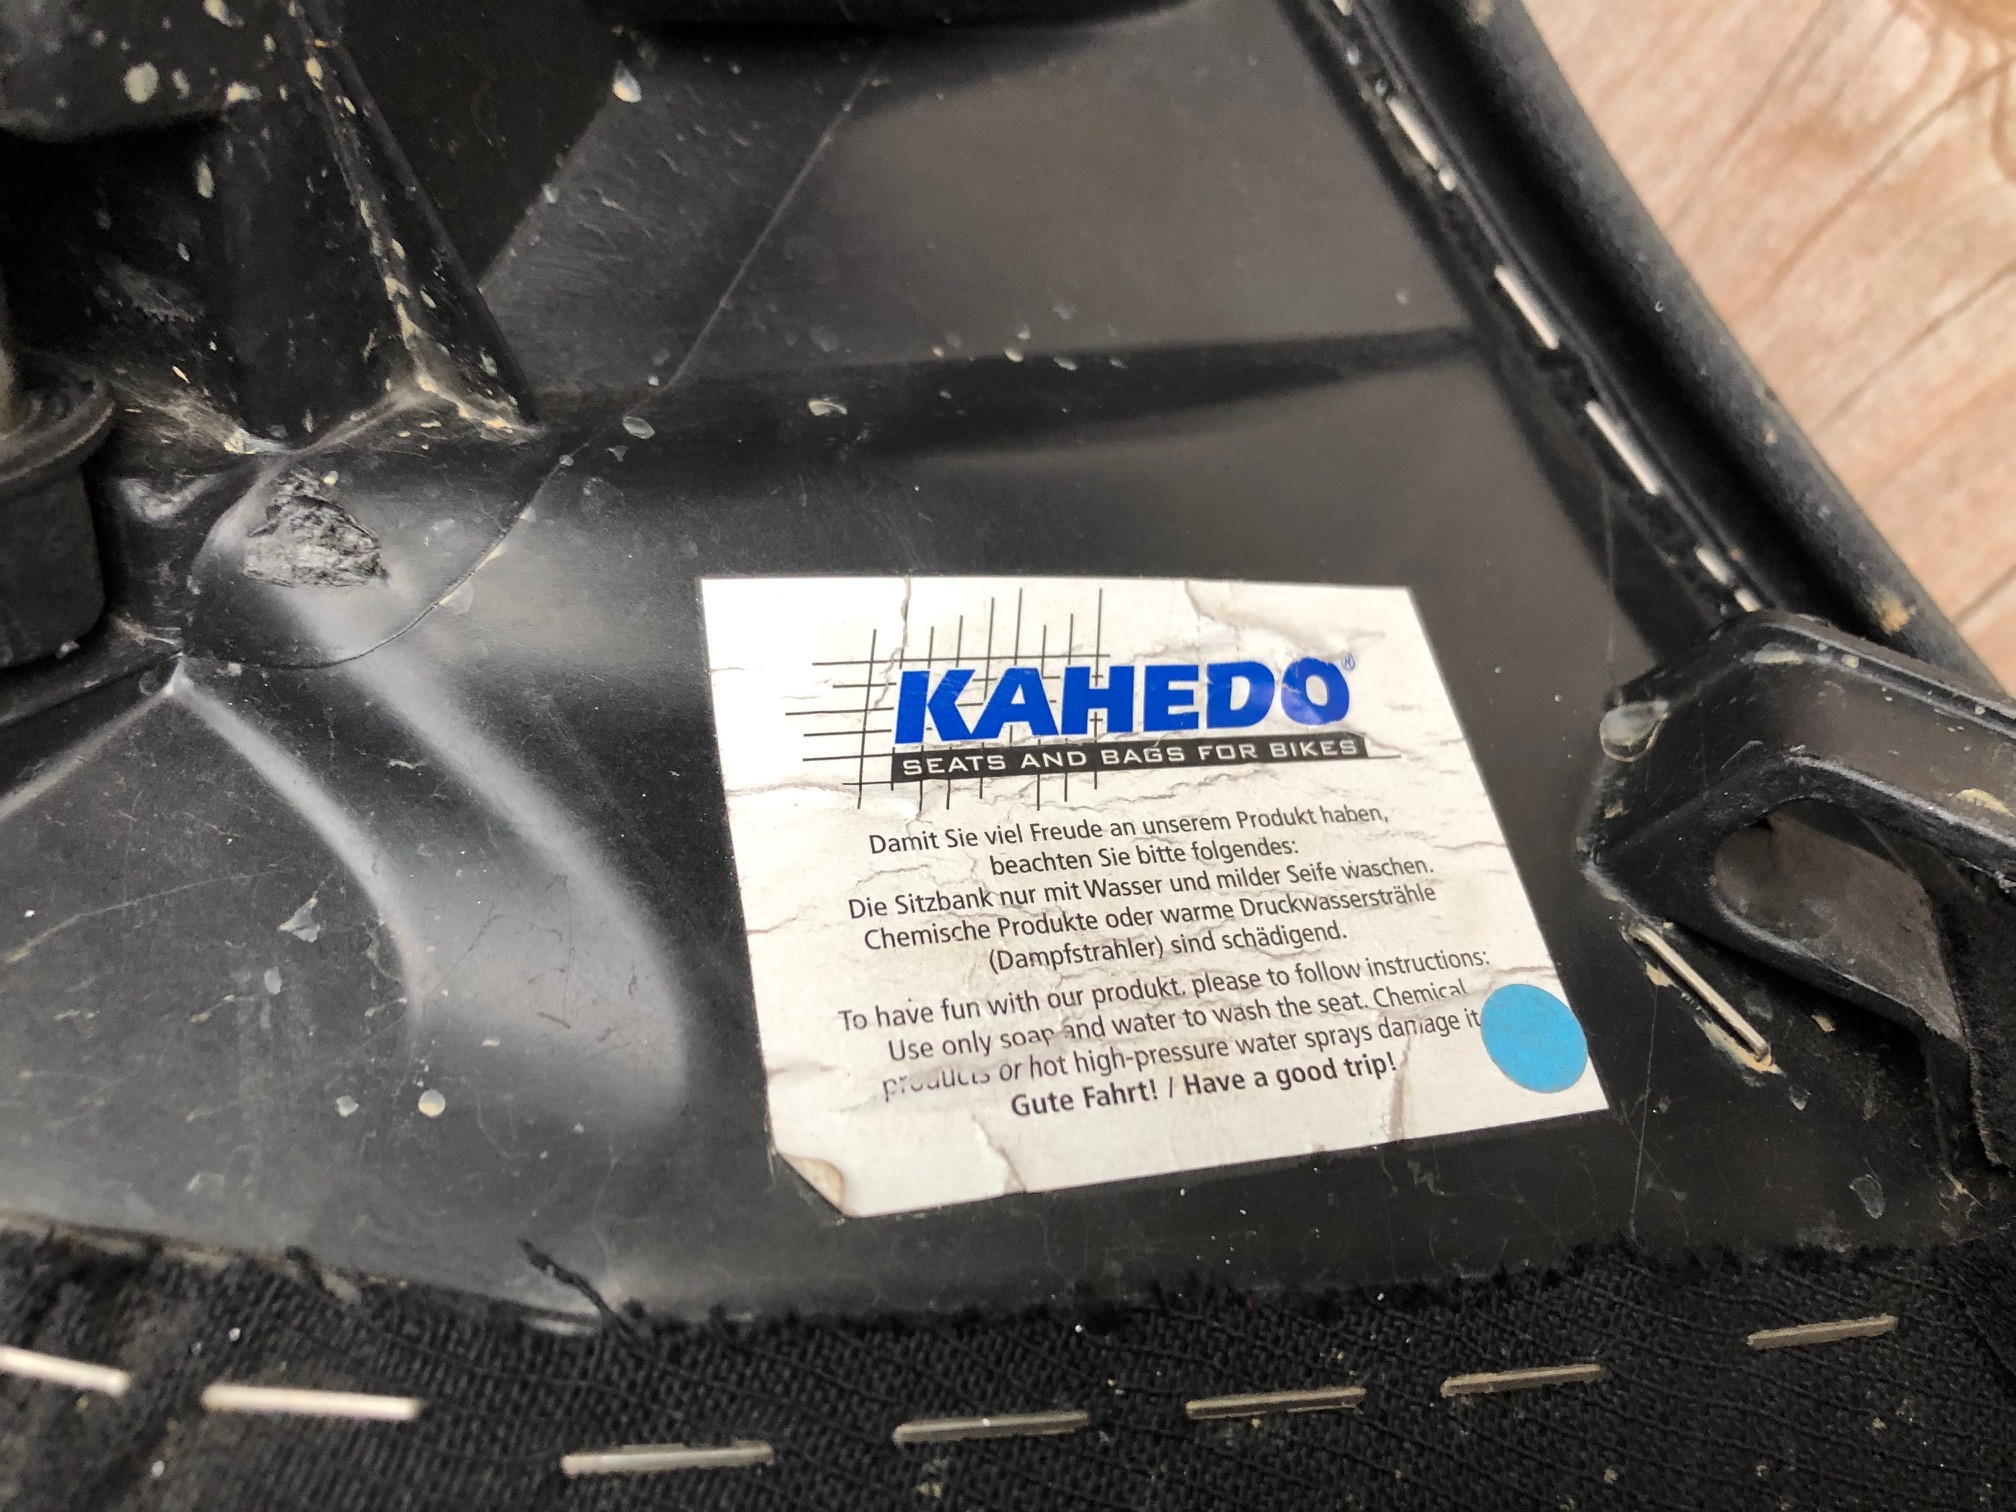 KAHEDO®
SEATS AND BAGS FOR BIKES
Damit Sie viel Freude an unserem Produkt haben,
beachten Sie bitte folgendes:
Die Sitzbank nur mit Wasser und milder Seife waschen.
Chemische Produkte oder warme Druckwassersträhle
(Dampfstrahler) sind schädigend.
To have fun with our produkt, please to follow instructions:
Use only soap and water to wash the seat. Chemical
products or hot high-pressure water sprays damage it
Gute Fahrt! / Have a good trip!